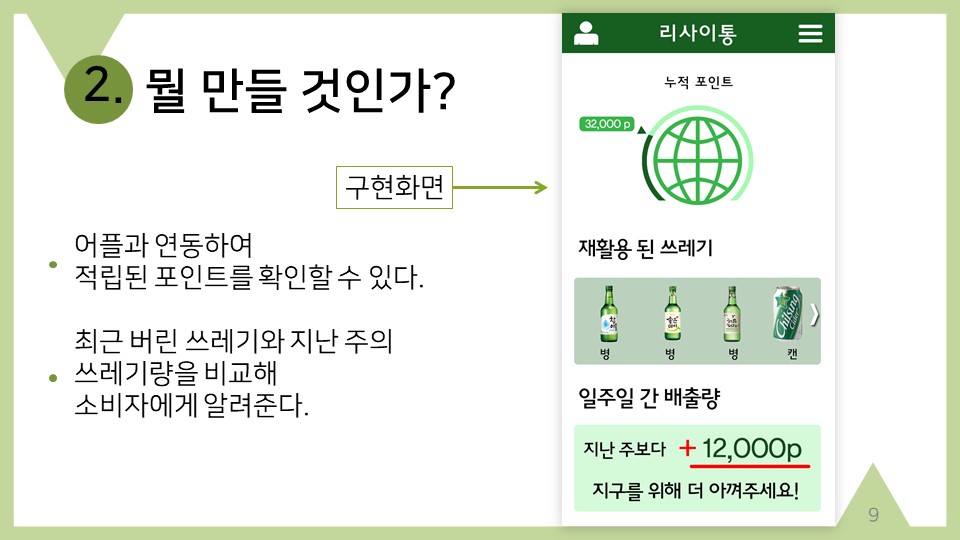 2. 뭘 만들 것인가?
구현화면
어플과 연동하여
적립된 포인트를 확인할 수 있다.
최근 버린 쓰레기와 지난 주의
쓰레기량을 비교해
소비자에게 알려준다.
리사이통
누적 포인트
32,000 p
재활용 된 쓰레기
Chilsung
병 병 병 캔
일주일 간 배출량
지난 주보다 + 12,000p
지구를 위해 더 아껴주세요!
9